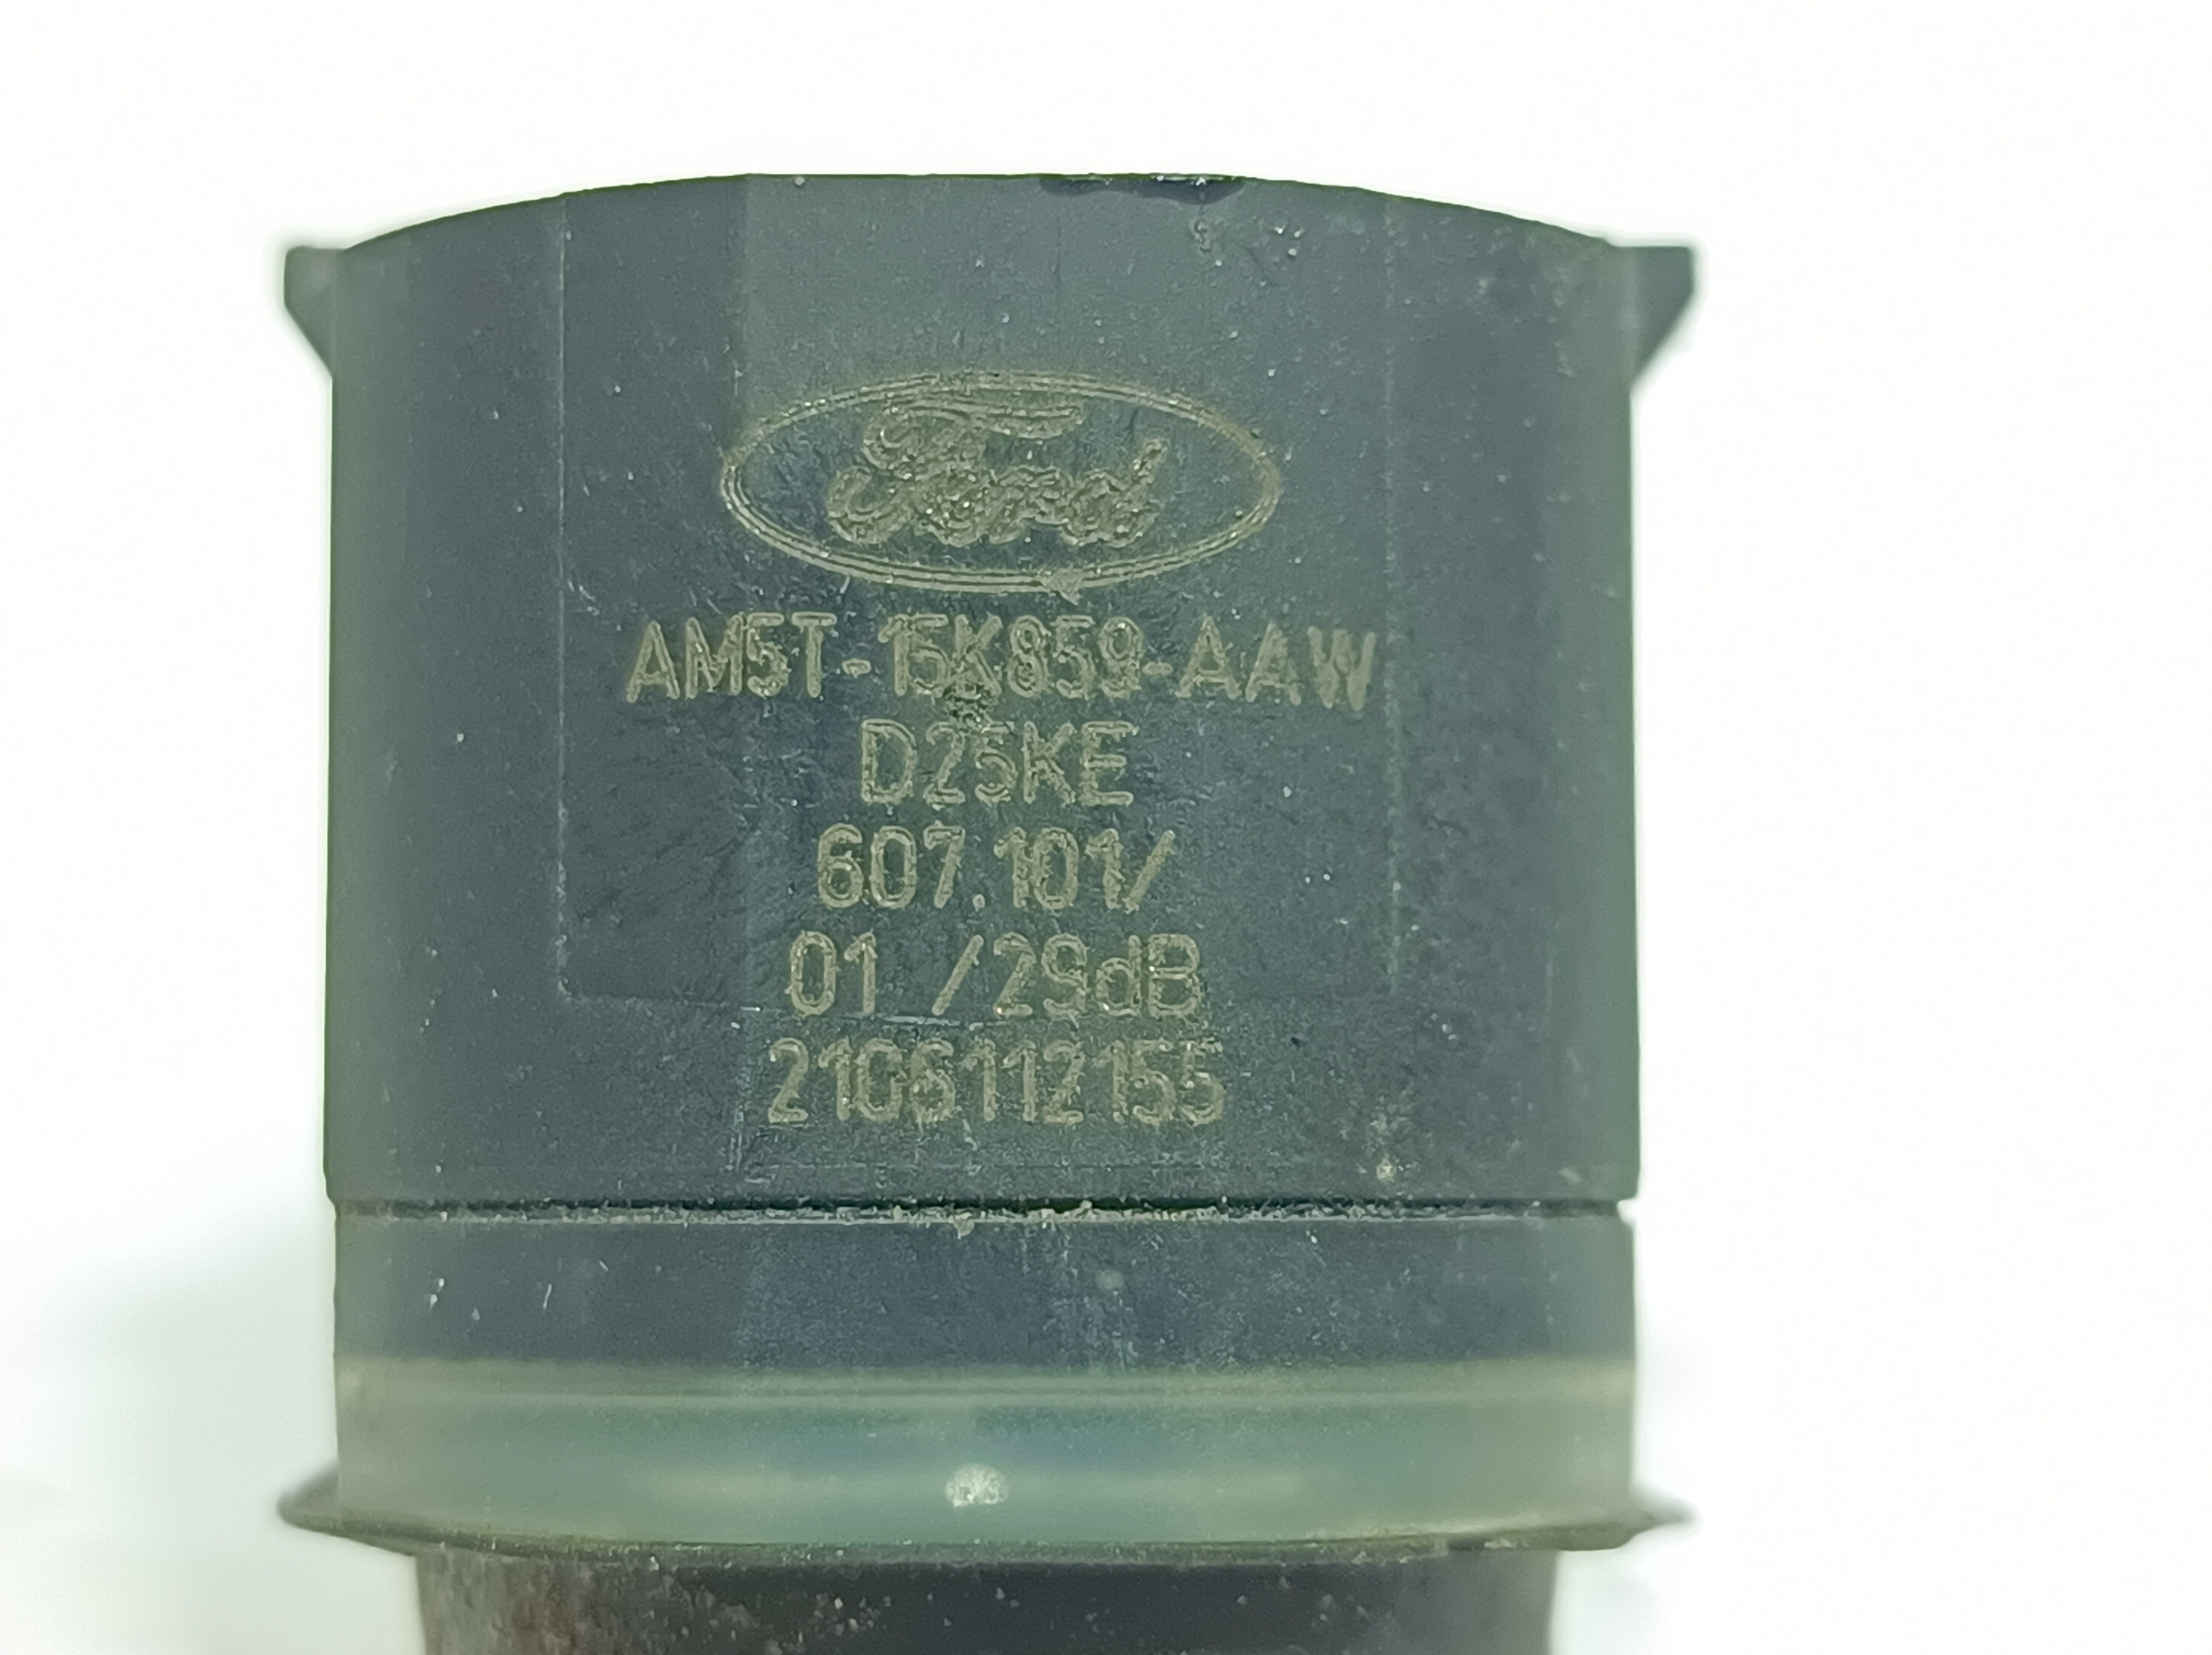 Ford
AM5T-15K859-AAW
D25KE
607.101/
01 /29dB
2106112155